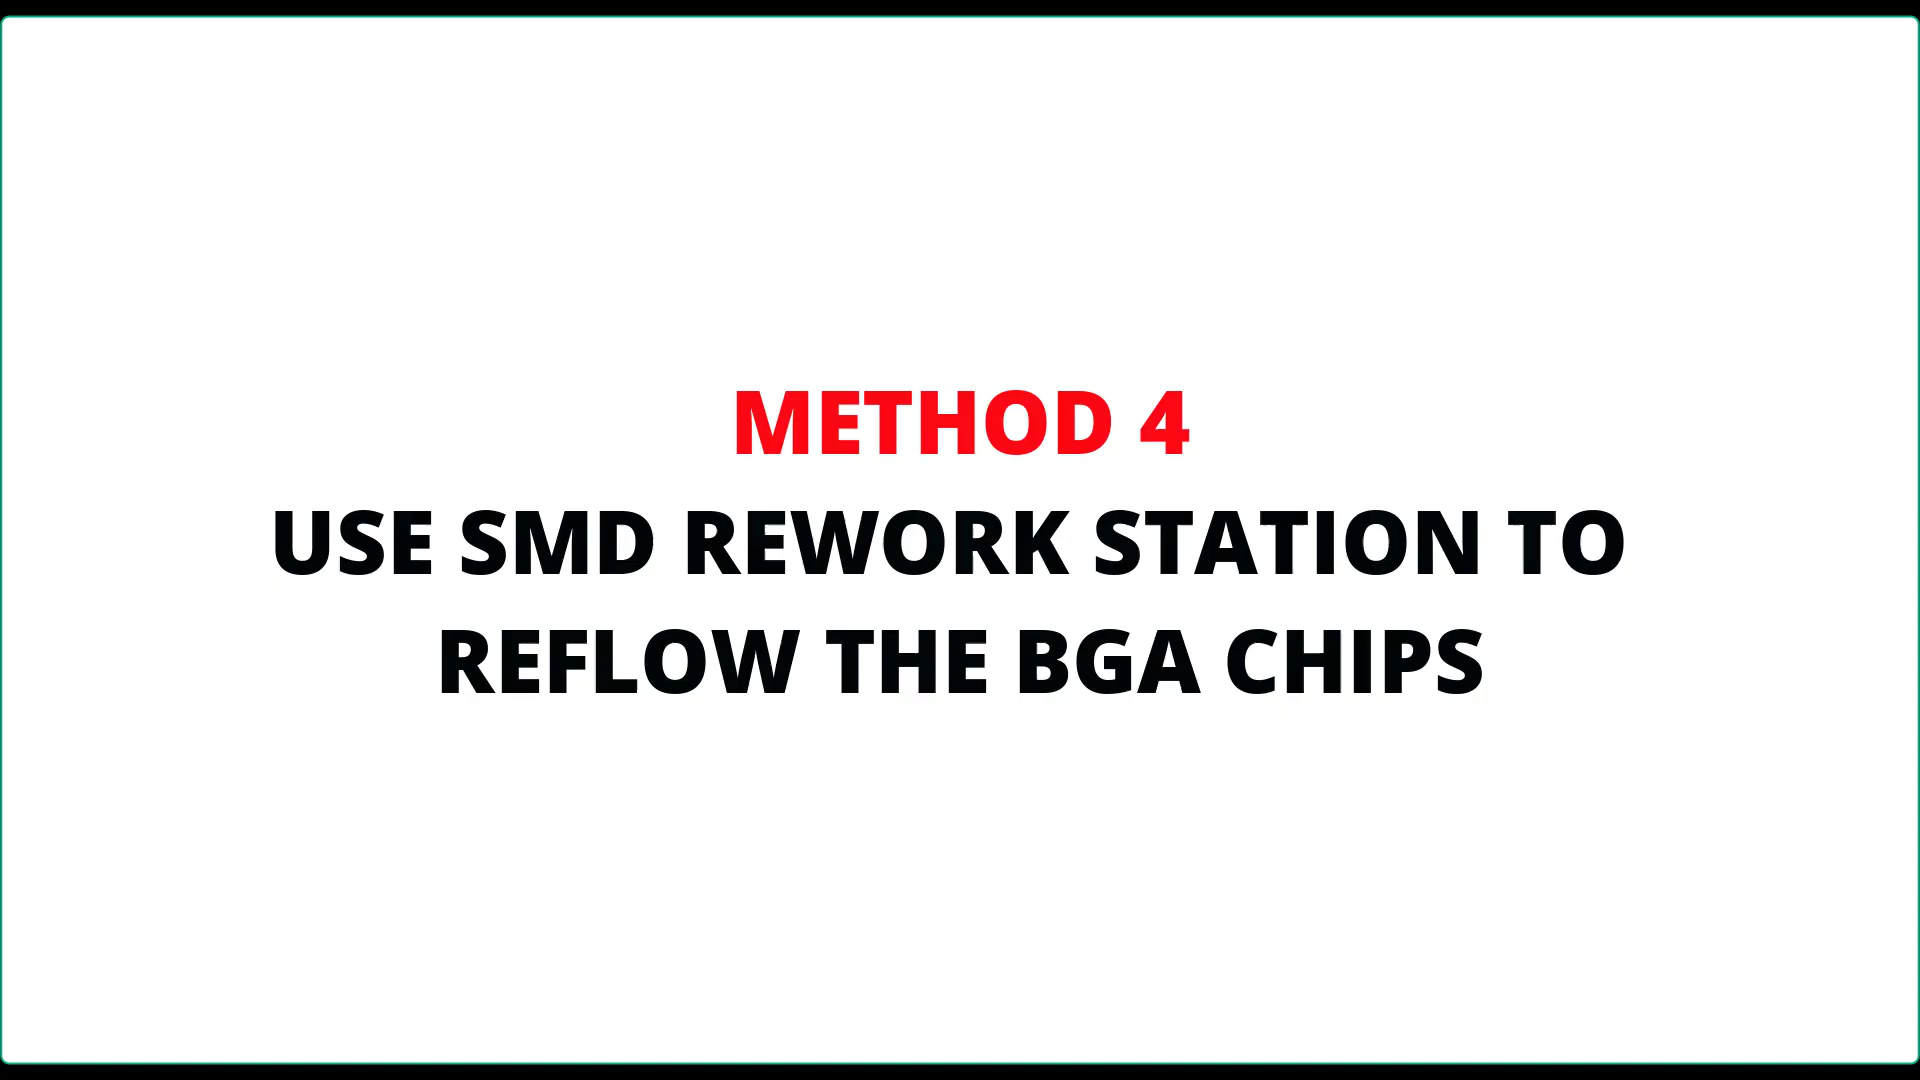 METHOD 4
USE SMD REWORK STATION TO
REFLOW THE BGA CHIPS